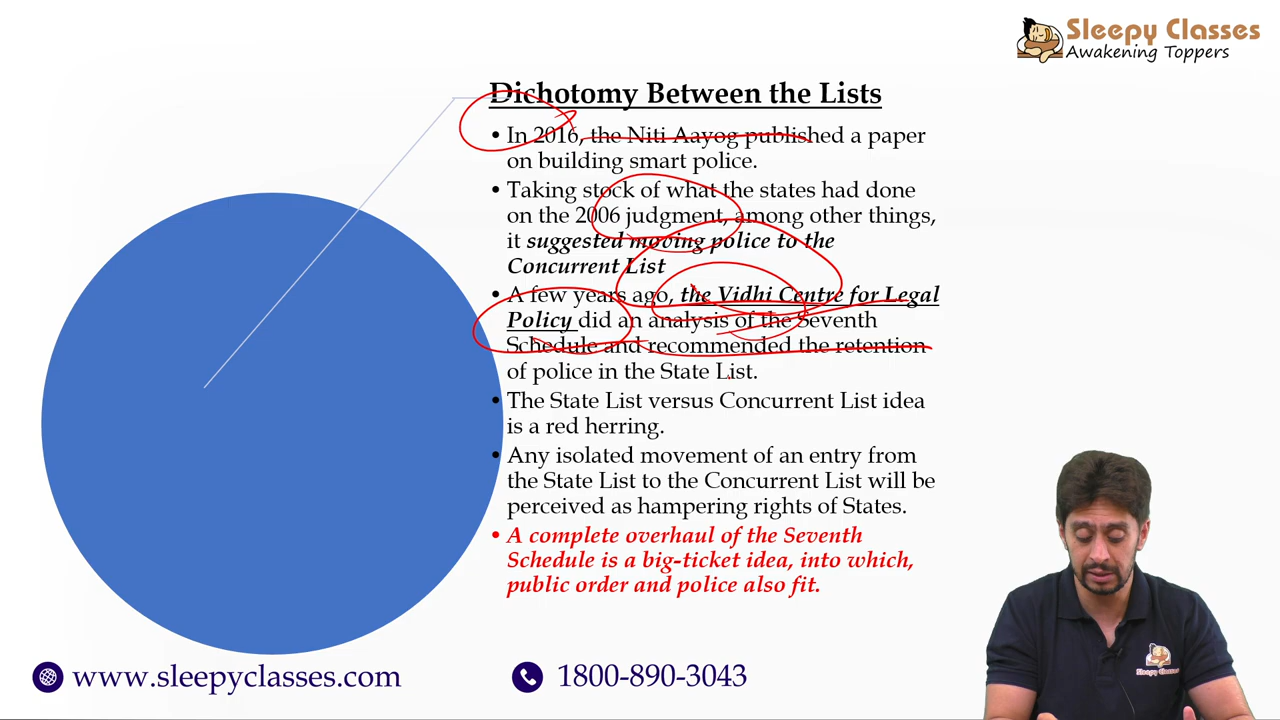 Sleepy Classes
Awakening Toppers
Dichotomy Between the Lists
• In 2016, the Niti Aayog published a paper
on building smart police.
• Taking stock of what the states had done
on the 2006 judgment, among other things,
it suggested moving police to the
Concurrent List
• A few years ago, the Vidhi Centre for Legal
Policy did an analysis of the Seventh
Schedule and recommended the retention
of police in the State List.
• The State List versus Concurrent List idea
is a red herring.
• Any isolated movement of an entry from
the State List to the Concurrent List will be
perceived as hampering rights of States.
• A complete overhaul of the Seventh
Schedule is a big-ticket idea, into which,
public order and police also fit.
Sleepy Classes
www.sleepyclasses.com
1800-890-3043